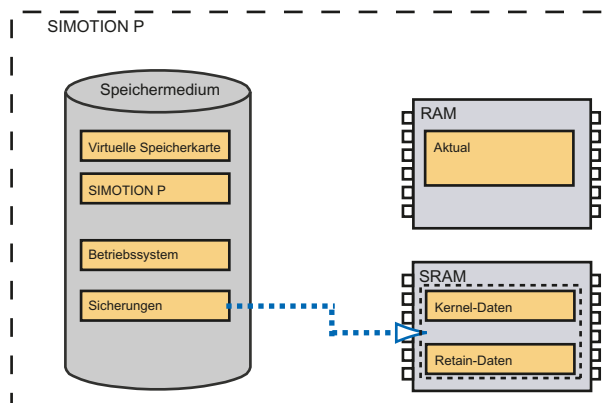 SIMOTION P
Speichermedium
Virtuelle Speicherkarte
SIMOTION P
Betriebssystem
Sicherungen
RAM
Aktual
SRAM
Kernel-Daten
Retain-Daten